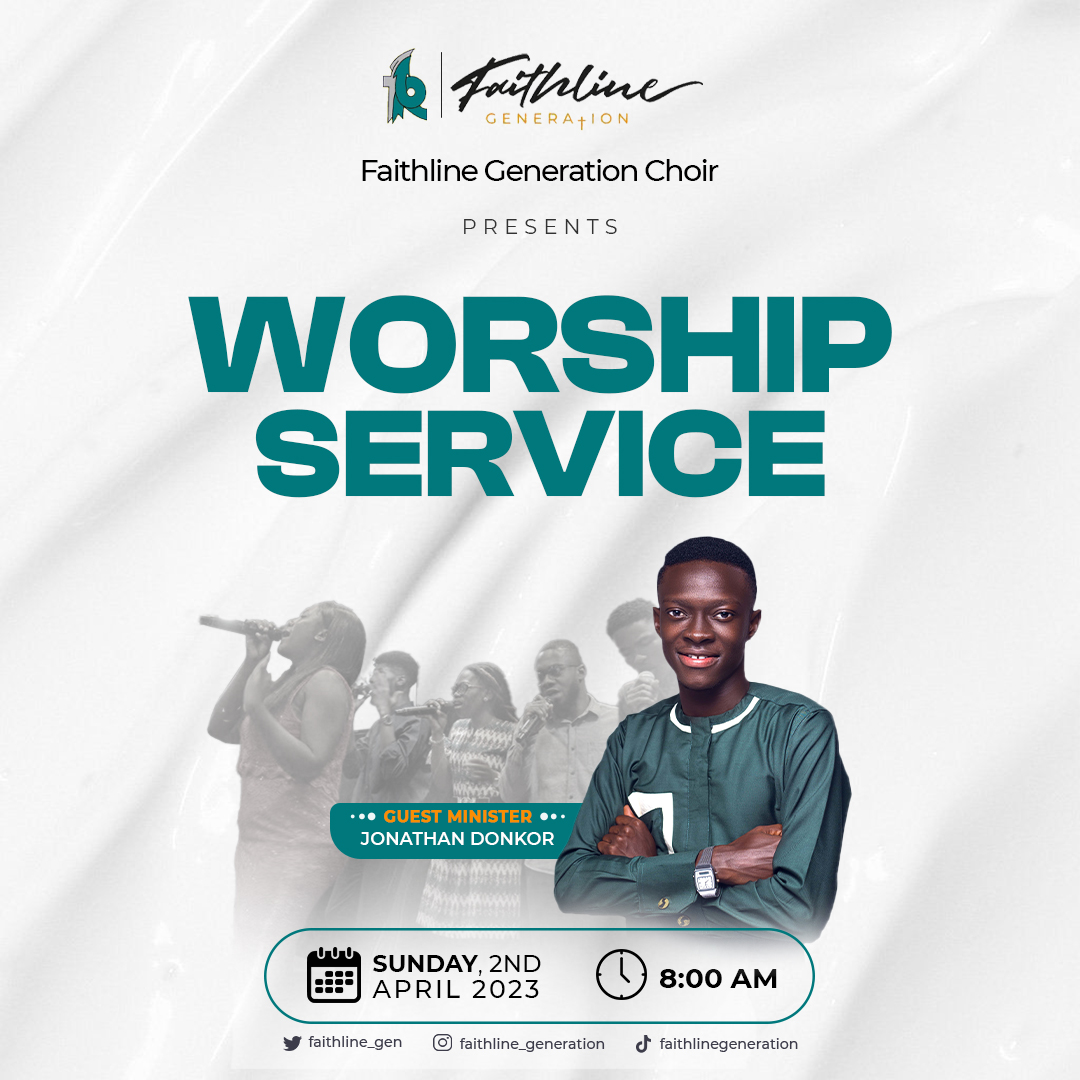 Faithline
GENERATION
Faithline Generation Choir
PRESENTS
WORSHIP
SERVICE
GUEST MINISTER
JONATHAN DONKOR
SUNDAY, 2ND
APRIL 2023
8:00 AM
faithline_gen
faithline_generation
faithlinegeneration